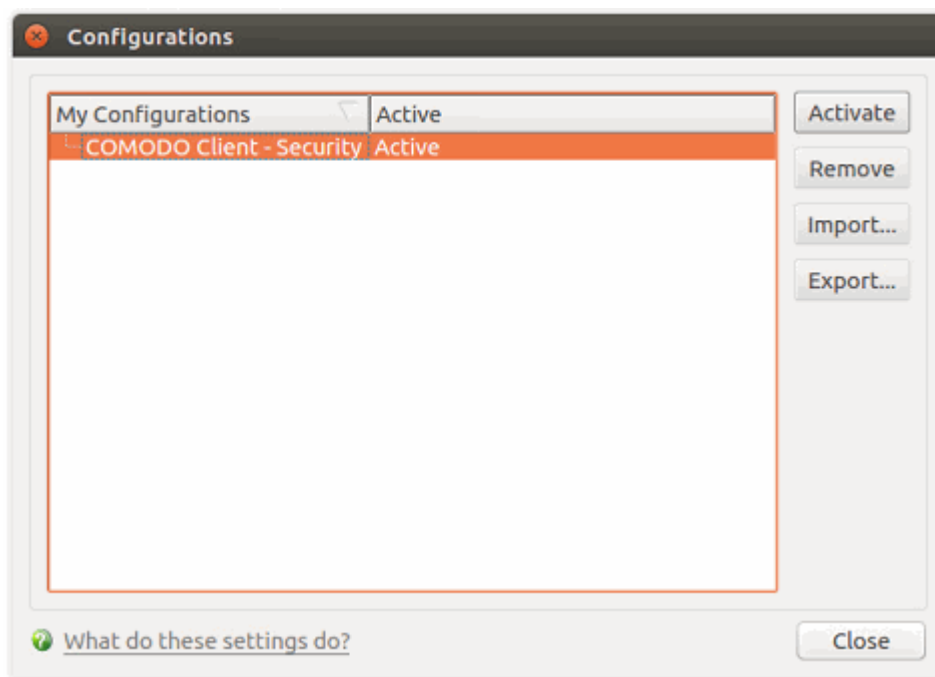 Configurations
My Configurations Active
COMODO Client - Security Active
Activate
Remove
Import...
Export...
What do these settings do?
Close